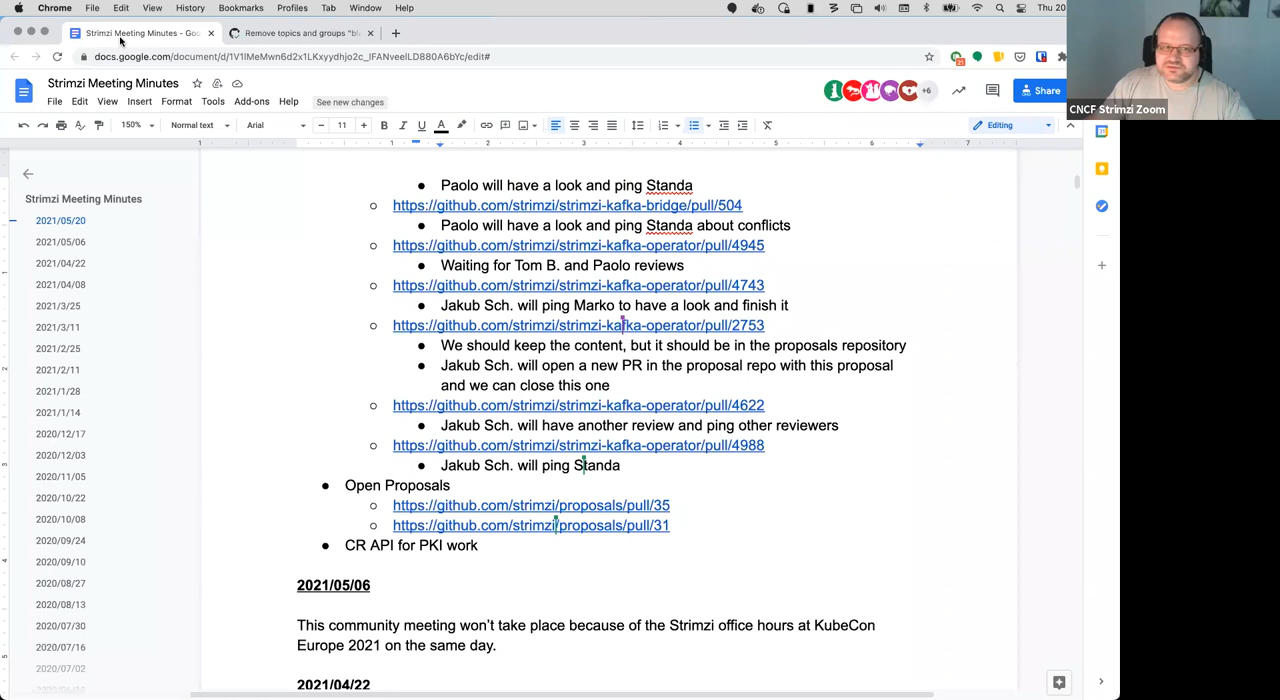 Chrome File Edit View History Bookmarks Profiles Tab Window Help Thu 20
Strimzi Meeting Minutes - Goo
Remove topics and groups "bl
docs.google.com/document/d/1V1lMeMwn6d2x1LKxyydhjo2c_IFANveelLD880A6bYc/edit#
21
CNCF Strimzi Zoom
Strimzi Meeting Minutes
File Edit View Insert Format Tools Add-ons Help See new changes
+6
Share
150% Normal text Arial 11 Editing
1 1 2 3 4 5 6 7
Strimzi Meeting Minutes
2021/05/20
2021/05/06
2021/04/22
2021/04/08
2021/3/25
2021/3/11
2021/2/25
2021/2/11
2021/1/28
2021/1/14
2020/12/17
2020/12/03
2020/11/05
2020/10/22
2020/10/08
2020/09/24
2020/09/10
2020/08/27
2020/08/13
2020/07/30
2020/07/16
2020/07/02
Paolo will have a look and ping Standa
https://github.com/strimzi/strimzi-kafka-bridge/pull/504
Paolo will have a look and ping Standa about conflicts
https://github.com/strimzi/strimzi-kafka-operator/pull/4945
Waiting for Tom B. and Paolo reviews
https://github.com/strimzi/strimzi-kafka-operator/pull/4743
Jakub Sch. will ping Marko to have a look and finish it
https://github.com/strimzi/strimzi-kafka-operator/pull/2753
We should keep the content, but it should be in the proposals repository
Jakub Sch. will open a new PR in the proposal repo with this proposal
and we can close this one
https://github.com/strimzi/strimzi-kafka-operator/pull/4622
Jakub Sch. will have another review and ping other reviewers
https://github.com/strimzi/strimzi-kafka-operator/pull/4988
Jakub Sch. will ping Standa
Open Proposals
https://github.com/strimzi/proposals/pull/35
https://github.com/strimzi/proposals/pull/31
CR API for PKI work
2021/05/06
This community meeting won't take place because of the Strimzi office hours at KubeCon
Europe 2021 on the same day.
2021/04/22